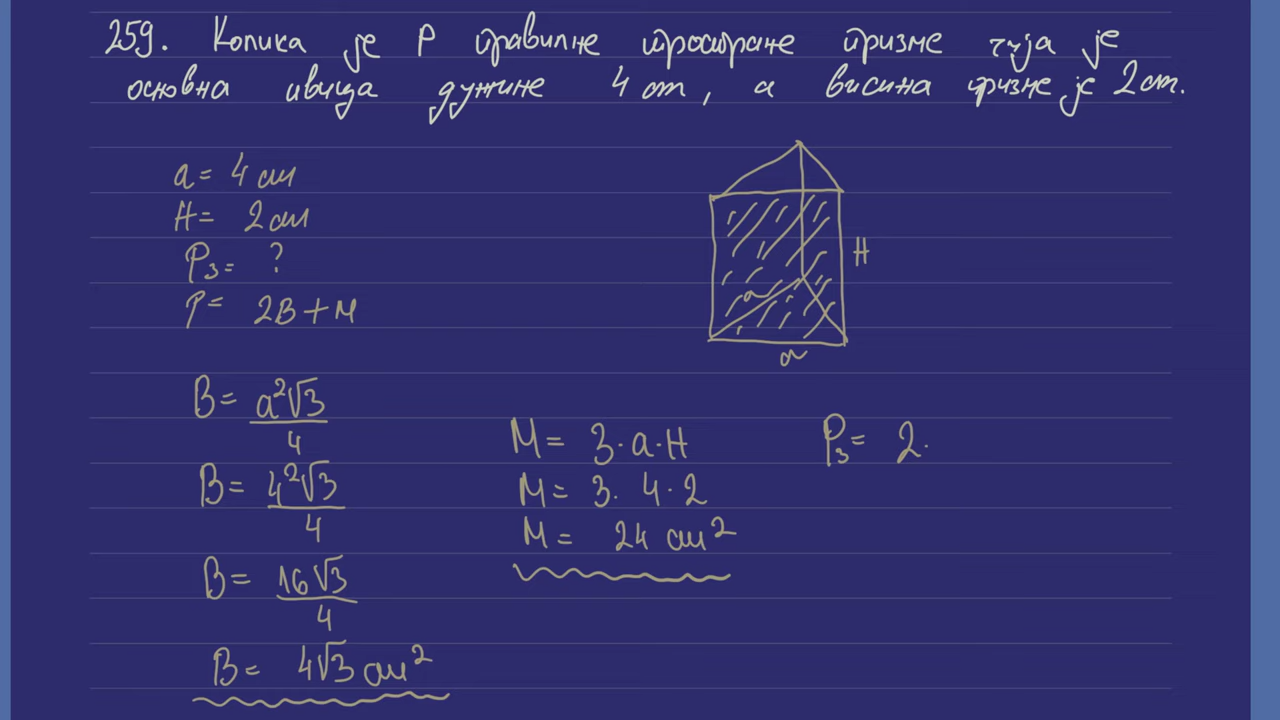 259. Колика је P правилне тростране призме чија је
основна ивица дужине 4 cm, а висина призме је 2 cm.
a = 4 cm
H = 2 cm
P₃ = ?
P = 2B + M
H
a
a
B = a²√3/4
B = 4²√3/4
B = 16√3/4
B = 4√3 cm²
M = 3·a·H
M = 3·4·2
M = 24 cm²
P₃ = 2·